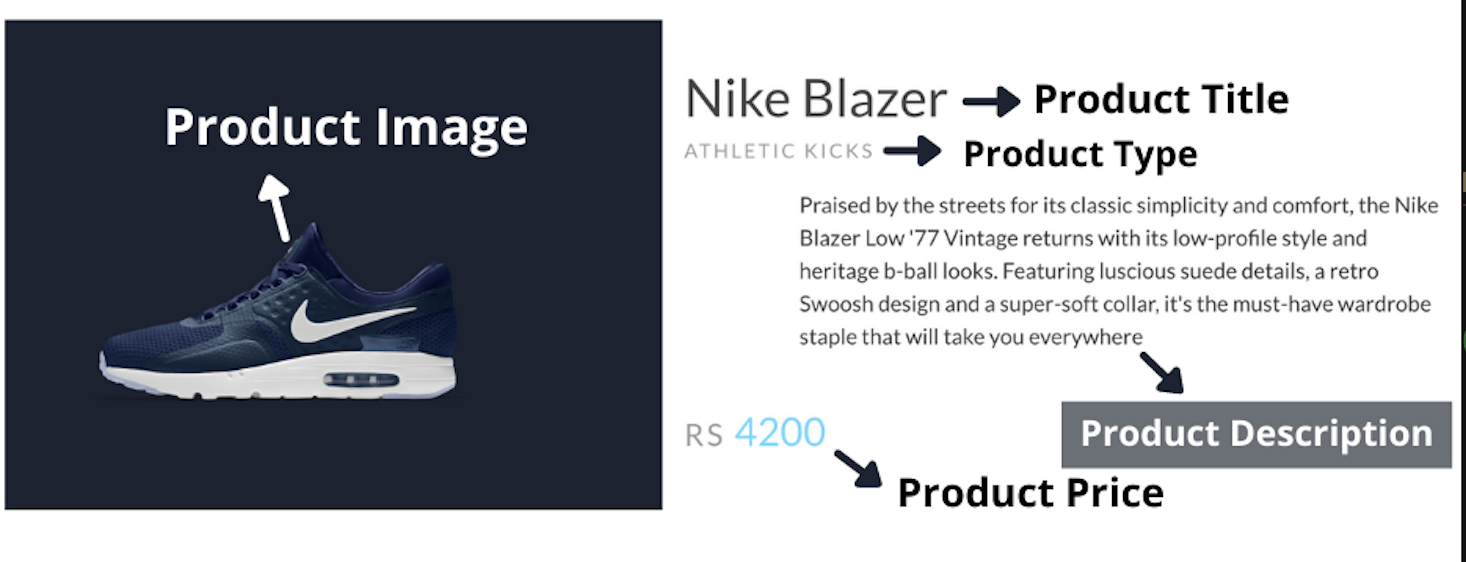 Product Image
Nike Blazer
Product Title
ATHLETIC KICKS
Product Type
Praised by the streets for its classic simplicity and comfort, the Nike
Blazer Low '77 Vintage returns with its low-profile style and
heritage b-ball looks. Featuring luscious suede details, a retro
Swoosh design and a super-soft collar, it's the must-have wardrobe
staple that will take you everywhere
Product Description
RS 4200
Product Price